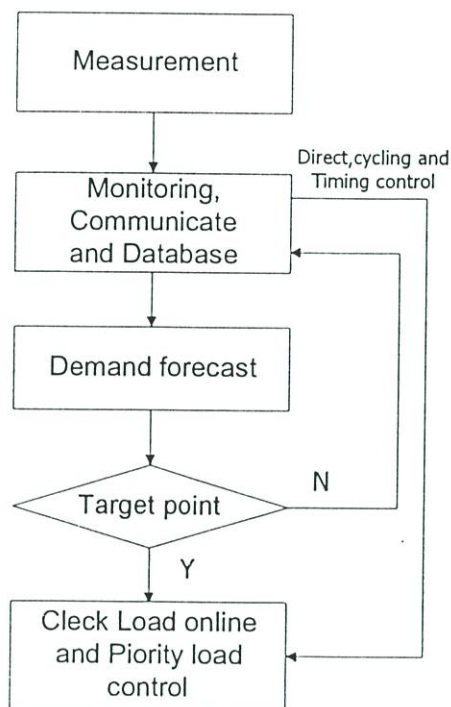 Measurement
Direct,cycling and
Timing control
Monitoring,
Communicate
and Database
Demand forecast
Target point
N
Y
Cleck Load online
and Piority load
control